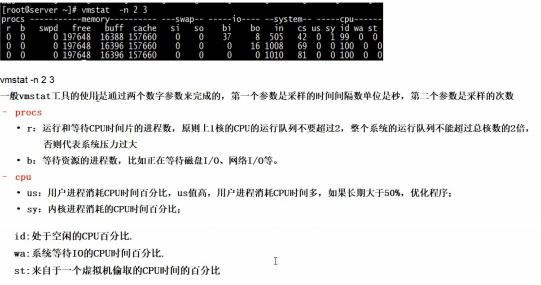 [root@server ~]# vmstat -n 2 3
procs -----------memory---------- ---swap-- -----io---- --system-- -----cpu-----
r b swpd free buff cache si so bi bo in cs us sy id wa st
0 0 0 197648 16388 157660 0 0 37 8 505 42 0 1 99 0 0
0 0 0 197648 16396 157660 0 0 0 16 1008 69 0 0 100 0 0
0 0 0 197648 16396 157660 0 0 0 0 1010 81 0 0 100 0 0
vmstat -n 2 3
一般vmstat工具的使用是通过两个数字参数来完成的，第一个参数是采样的时间间隔数单位是秒，第二个参数是采样的次数
- procs
• r：运行和等待CPU时间片的进程数，原则上1核的CPU的运行队列不要超过2，整个系统的运行队列不能超过总核数的2倍，
否则代表系统压力过大
• b：等待资源的进程数，比如正在等待磁盘I/O、网络I/O等。
- cpu
• us：用户进程消耗CPU时间百分比，us值高，用户进程消耗CPU时间多，如果长期大于50%，优化程序；
• sy：内核进程消耗的CPU时间百分比；
id:处于空闲的CPU百分比.
wa:系统等待IO的CPU时间百分比.
st:来自于一个虚拟机偷取的CPU时间的百分比